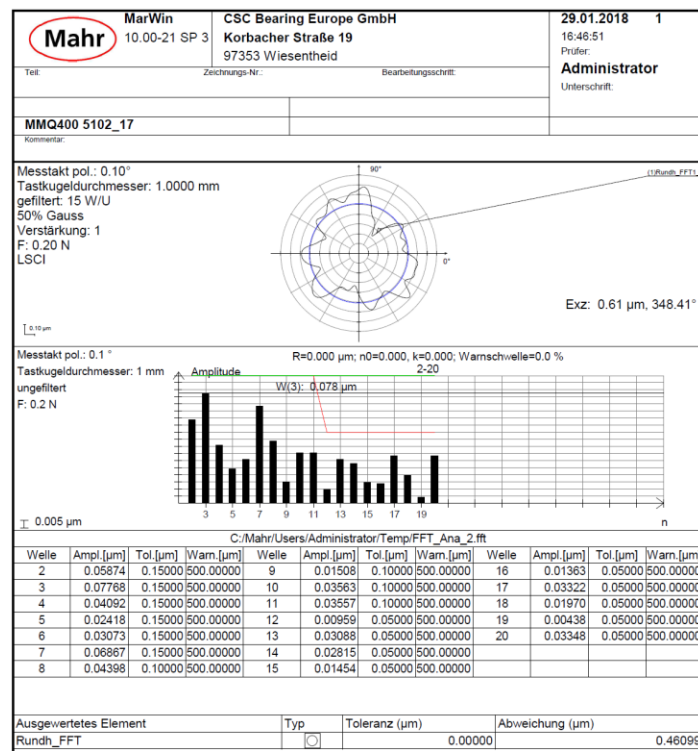 Mahr
MarWin
10.00-21 SP 3
CSC Bearing Europe GmbH
Korbacher Straße 19
97353 Wiesentheid
29.01.2018 1
16:46:51
Prüfer:
Administrator
Unterschrift:
Teil: Zeichnungs-Nr.: Bearbeitungsschritt:
MMQ400 5102_17
Kommentar:
Messtakt pol.: 0.10°
Tastkugeldurchmesser: 1.0000 mm
gefiltert: 15 W/U
50% Gauss
Verstärkung: 1
F: 0.20 N
LSCI
90°
(1)Rundh_FFT1_
0°
Exz: 0.61 µm, 348.41°
0.10 µm
Messtakt pol.: 0.1 °
Tastkugeldurchmesser: 1 mm
ungefiltert
F: 0.2 N
R=0.000 µm; n0=0.000, k=0.000; Warnschwelle=0.0 %
Amplitude 2-20
W(3): 0.078 µm
3 5 7 9 11 13 15 17 19
n
0.005 µm
C:/Mahr/Users/Administrator/Temp/FFT_Ana_2.fft
Welle Ampl.[µm] Tol.[µm] Warn.[µm] Welle Ampl.[µm] Tol.[µm] Warn.[µm] Welle Ampl.[µm] Tol.[µm] Warn.[µm]
2 0.05874 0.15000 500.00000 9 0.01508 0.10000 500.00000 16 0.01363 0.05000 500.00000
3 0.07768 0.15000 500.00000 10 0.03563 0.10000 500.00000 17 0.03322 0.05000 500.00000
4 0.04092 0.15000 500.00000 11 0.03557 0.10000 500.00000 18 0.01970 0.05000 500.00000
5 0.02418 0.15000 500.00000 12 0.00959 0.05000 500.00000 19 0.00438 0.05000 500.00000
6 0.03073 0.15000 500.00000 13 0.03088 0.05000 500.00000 20 0.03348 0.05000 500.00000
7 0.06867 0.15000 500.00000 14 0.02815 0.05000 500.00000
8 0.04398 0.10000 500.00000 15 0.01454 0.05000 500.00000
Ausgewertetes Element Typ Toleranz (µm) Abweichung (µm)
Rundh_FFT 0.00000 0.46099